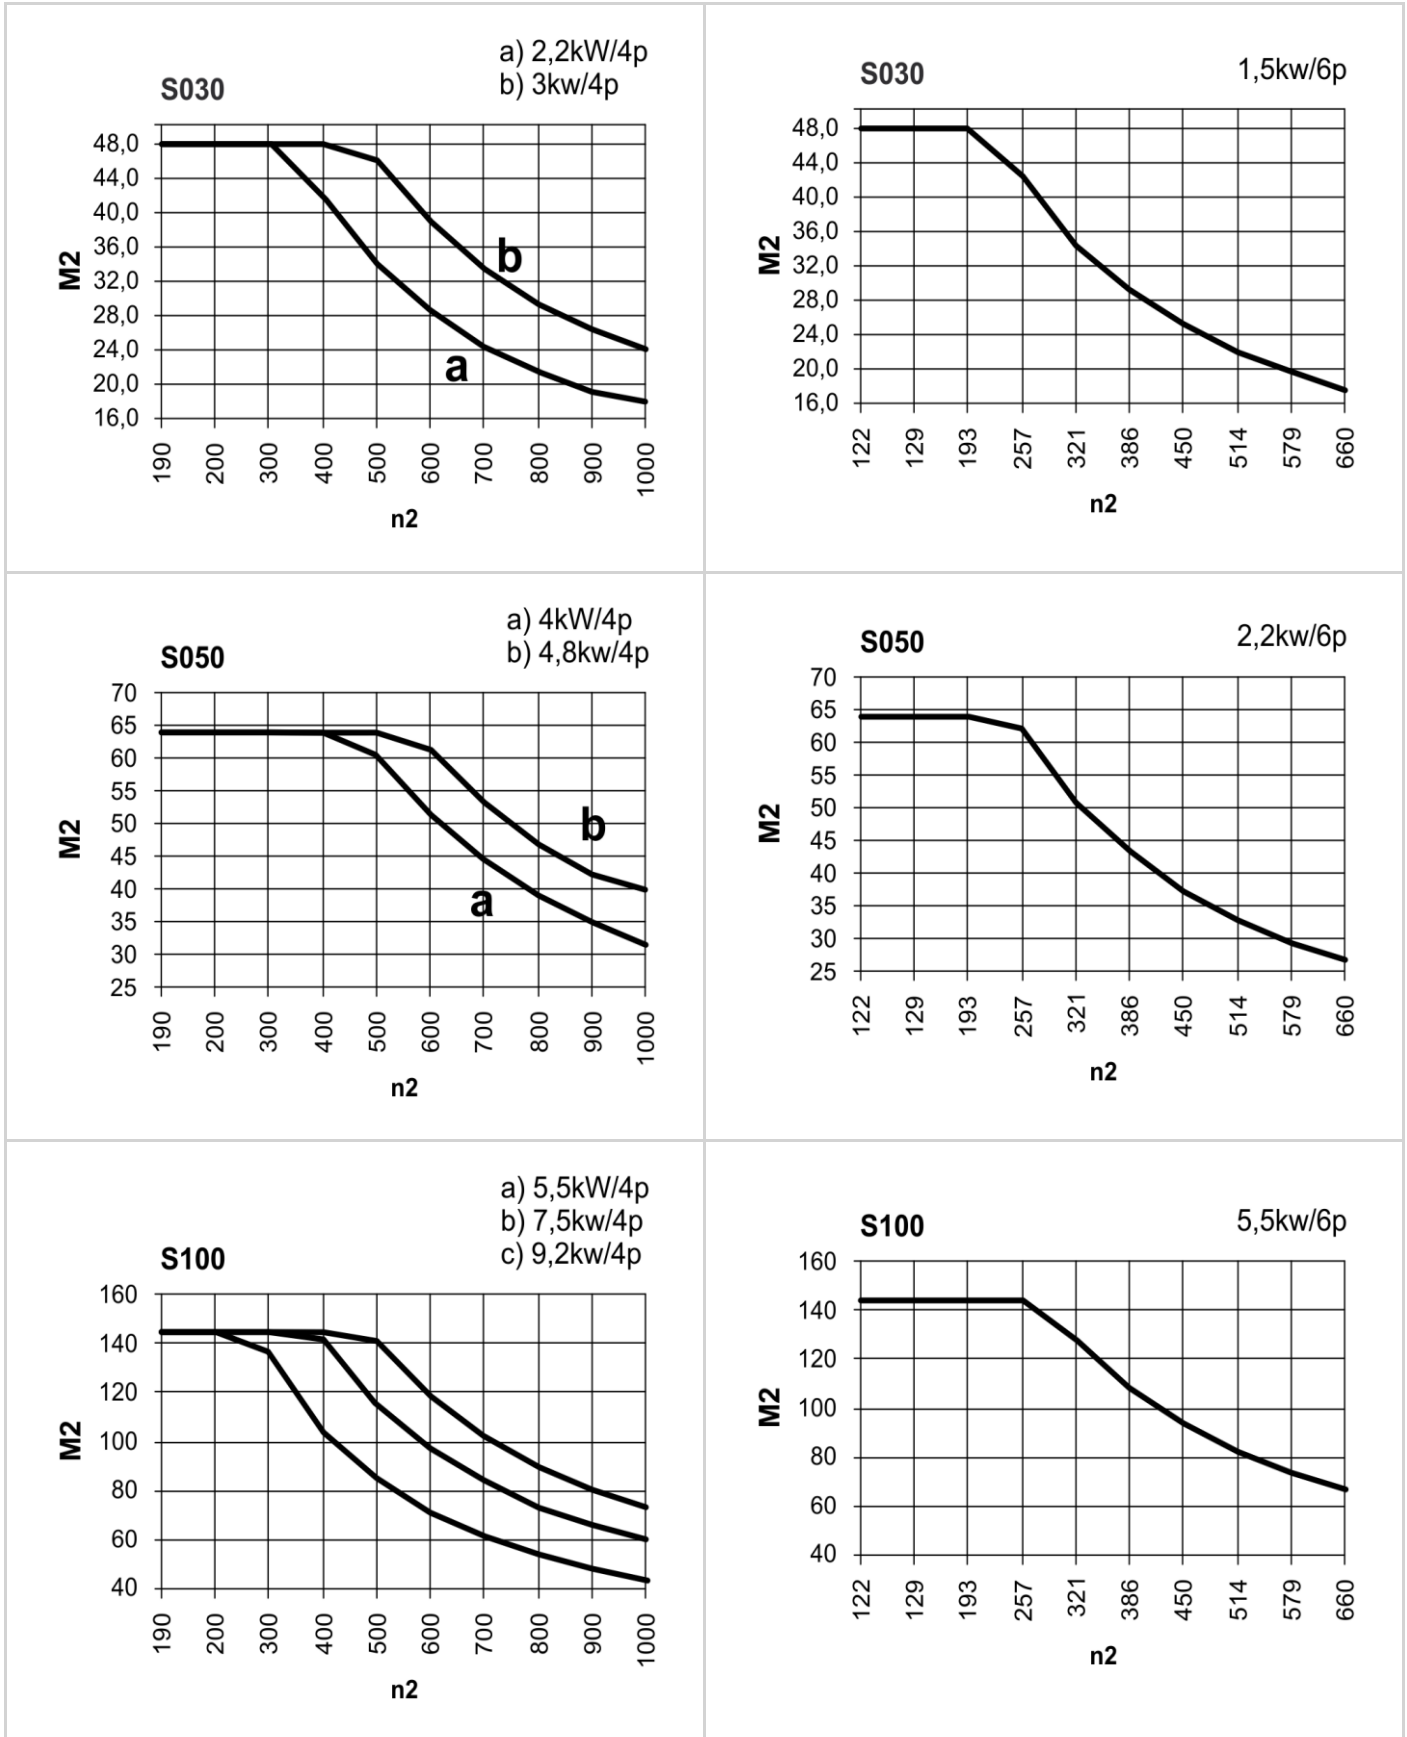 a) 2,2kW/4p
S030
b) 3kw/4p
48,0
44,0
40,0
36,0
32,0
28,0
24,0
20,0
16,0
M2
b
a
190 200 300 400 500 600 700 800 900 1000
n2
S030
1,5kw/6p
48,0
44,0
40,0
36,0
32,0
28,0
24,0
20,0
16,0
M2
122 129 193 257 321 386 450 514 579 660
n2
a) 4kW/4p
S050
b) 4,8kw/4p
70
65
60
55
50
45
40
35
30
25
M2
b
a
190 200 300 400 500 600 700 800 900 1000
n2
S050
2,2kw/6p
70
65
60
55
50
45
40
35
30
25
M2
122 129 193 257 321 386 450 514 579 660
n2
a) 5,5kW/4p
b) 7,5kw/4p
S100
c) 9,2kw/4p
160
140
120
100
80
60
40
M2
190 200 300 400 500 600 700 800 900 1000
n2
S100
5,5kw/6p
160
140
120
100
80
60
40
M2
122 129 193 257 321 386 450 514 579 660
n2